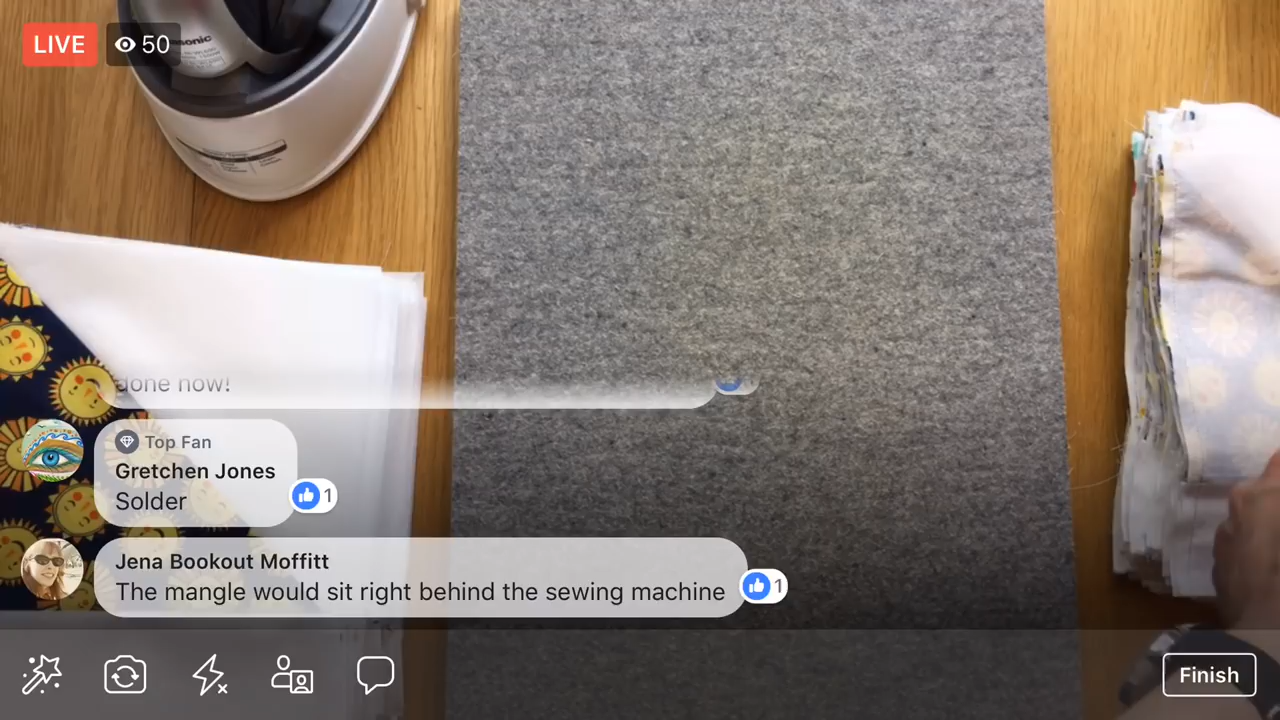 LIVE
50
done now!
Top Fan
Gretchen Jones
Solder
1
Jena Bookout Moffitt
The mangle would sit right behind the sewing machine
1
Finish